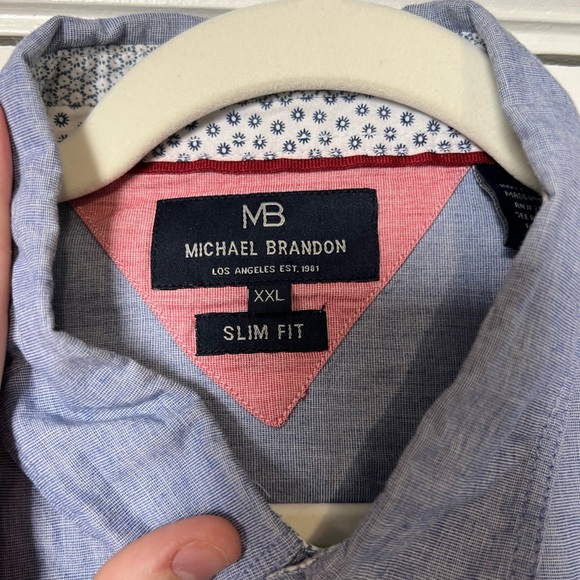 MB
MICHAEL BRANDON
LOS ANGELES EST. 1981
XXL
SLIM FIT